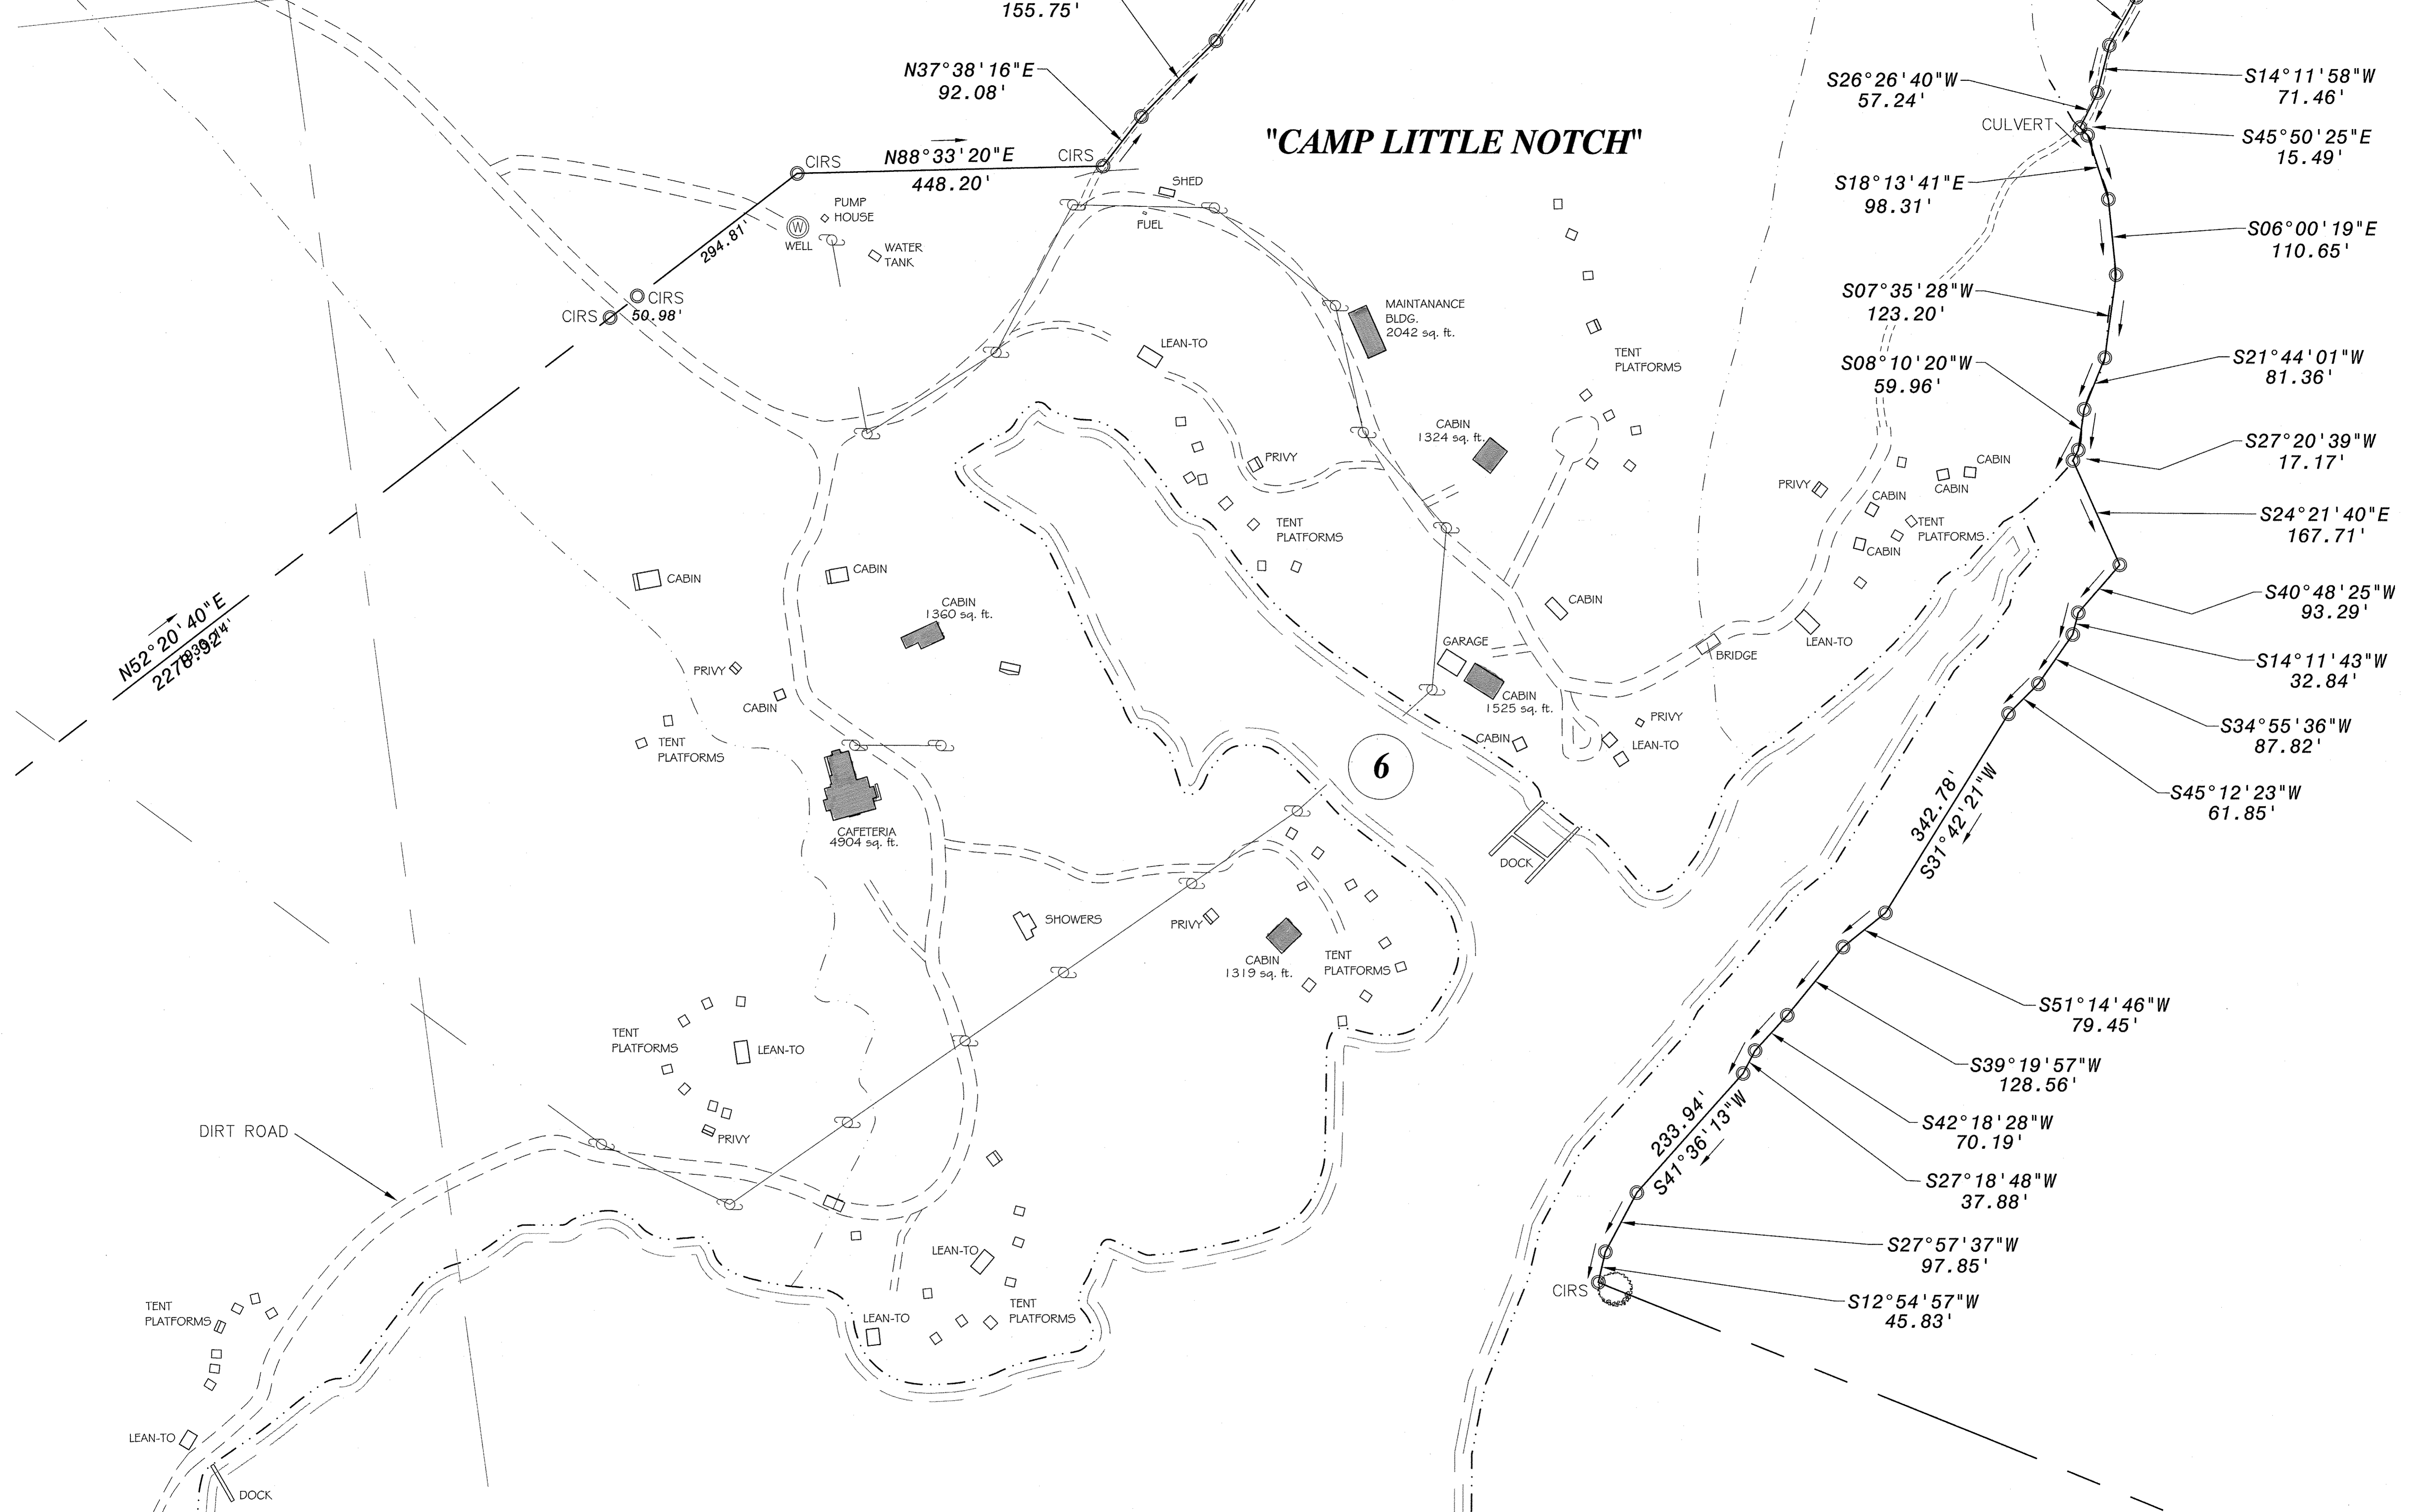 155.75'
N37°38'16"E
92.08'
CIRS
N88°33'20"E
CIRS
448.20'
"CAMP LITTLE NOTCH"
SHED
FUEL
PUMP
HOUSE
W
WELL
WATER
TANK
294.81'
CIRS
CIRS
50.98'
N52°20'40"E
2278.92'
MAINTANANCE
BLDG.
2042 sq. ft.
LEAN-TO
TENT
PLATFORMS
CABIN
1324 sq. ft.
PRIVY
TENT
PLATFORMS
S26°26'40"W
57.24'
CULVERT
S14°11'58"W
71.46'
S45°50'25"E
15.49'
S18°13'41"E
98.31'
S06°00'19"E
110.65'
S07°35'28"W
123.20'
S08°10'20"W
59.96'
S21°44'01"W
81.36'
S27°20'39"W
17.17'
PRIVY
CABIN
CABIN
CABIN
TENT
PLATFORMS
CABIN
S24°21'40"E
167.71'
S40°48'25"W
93.29'
S14°11'43"W
32.84'
S34°55'36"W
87.82'
S45°12'23"W
61.85'
CABIN
CABIN
CABIN
1360 sq. ft.
CABIN
GARAGE
BRIDGE
LEAN-TO
CABIN
1525 sq. ft.
PRIVY
LEAN-TO
CABIN
PRIVY
CABIN
TENT
PLATFORMS
6
DOCK
342.78'
S31°42'21"W
CAFETERIA
4904 sq. ft.
SHOWERS
PRIVY
CABIN
1319 sq. ft.
TENT
PLATFORMS
S51°14'46"W
79.45'
S39°19'57"W
128.56'
S42°18'28"W
70.19'
S27°18'48"W
37.88'
233.94'
S41°36'13"W
TENT
PLATFORMS
LEAN-TO
PRIVY
DIRT ROAD
LEAN-TO
S27°57'37"W
97.85'
CIRS
S12°54'57"W
45.83'
TENT
PLATFORMS
LEAN-TO
TENT
PLATFORMS
LEAN-TO
DOCK